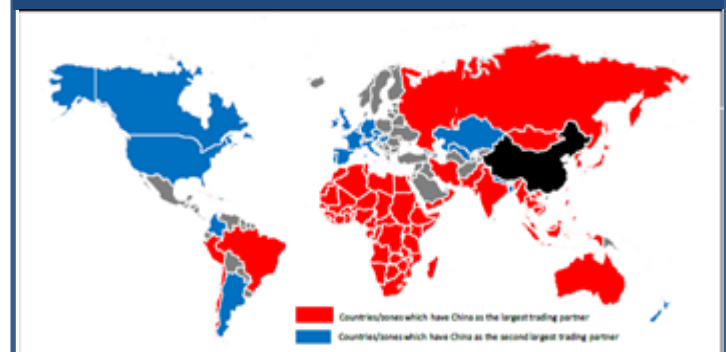 Countries/zones which have China as the largest trading partner
Countries/zones which have China as the second largest trading partner